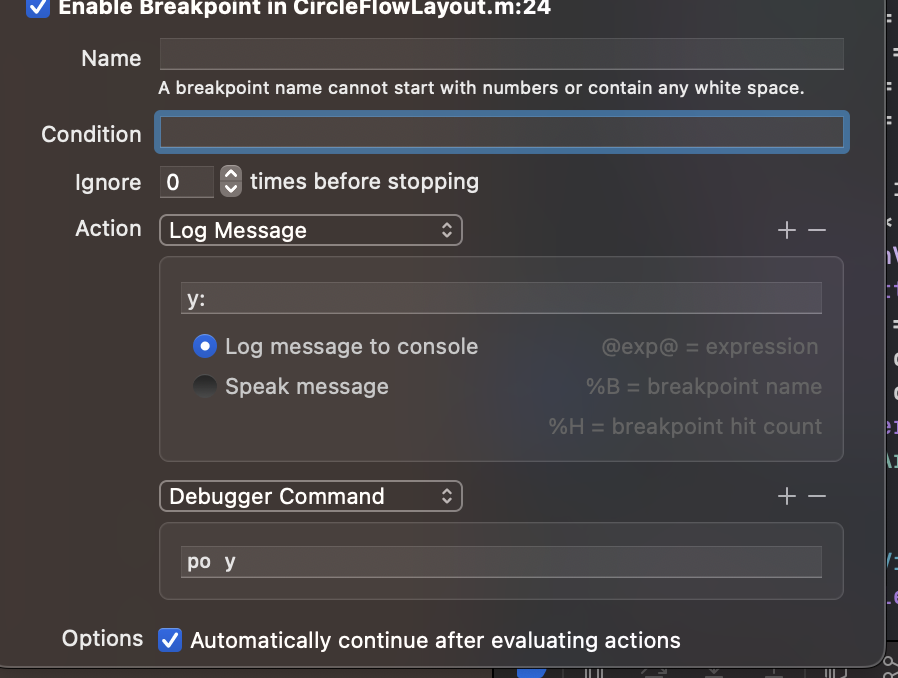 Enable Breakpoint in CircleFlowLayout.m:24
Name
A breakpoint name cannot start with numbers or contain any white space.
Condition
Ignore 0 times before stopping
Action Log Message
y:
Log message to console @exp@ = expression
Speak message %B = breakpoint name
%H = breakpoint hit count
Debugger Command
po y
Options Automatically continue after evaluating actions